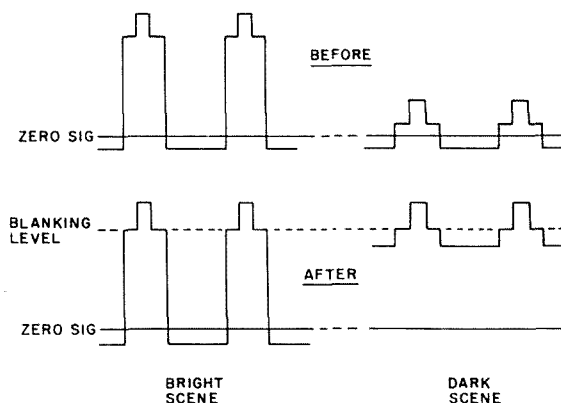 BEFORE
ZERO SIG
BLANKING
LEVEL
AFTER
ZERO SIG
BRIGHT
SCENE
DARK
SCENE